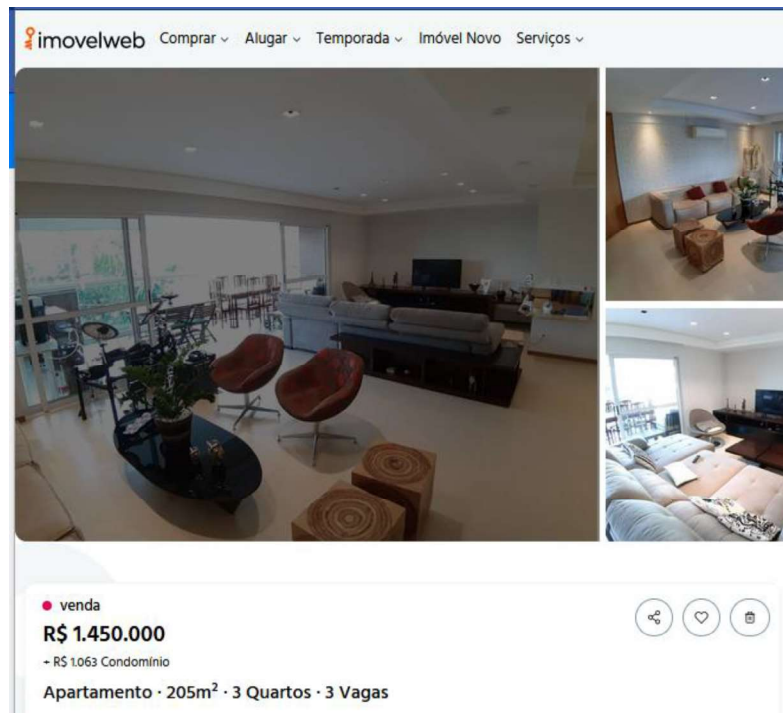 imovelweb Comprar Alugar Temporada Imóvel Novo Serviços
venda
R$ 1.450.000
+ R$ 1.063 Condomínio
Apartamento · 205m² · 3 Quartos · 3 Vagas